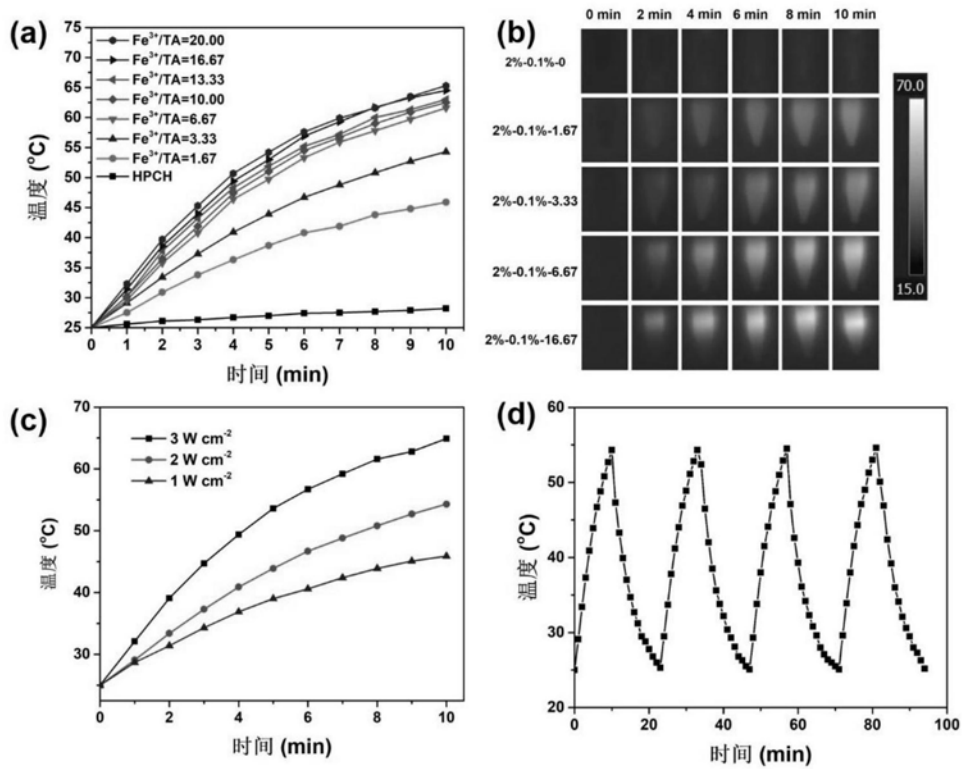 (a)
Fe³⁺/TA=20.00
Fe³⁺/TA=16.67
Fe³⁺/TA=13.33
Fe³⁺/TA=10.00
Fe³⁺/TA=6.67
Fe³⁺/TA=3.33
Fe³⁺/TA=1.67
HPCH
75
70
65
60
55
50
45
40
35
30
25
温度 (°C)
0 1 2 3 4 5 6 7 8 9 10
时间 (min)
(b)
0 min 2 min 4 min 6 min 8 min 10 min
2%-0.1%-0
2%-0.1%-1.67
2%-0.1%-3.33
2%-0.1%-6.67
2%-0.1%-16.67
70.0
15.0
(c)
3 W cm⁻²
2 W cm⁻²
1 W cm⁻²
70
60
50
40
30
温度 (°C)
0 2 4 6 8 10
时间 (min)
(d)
60
50
40
30
20
温度 (°C)
0 20 40 60 80 100
时间 (min)